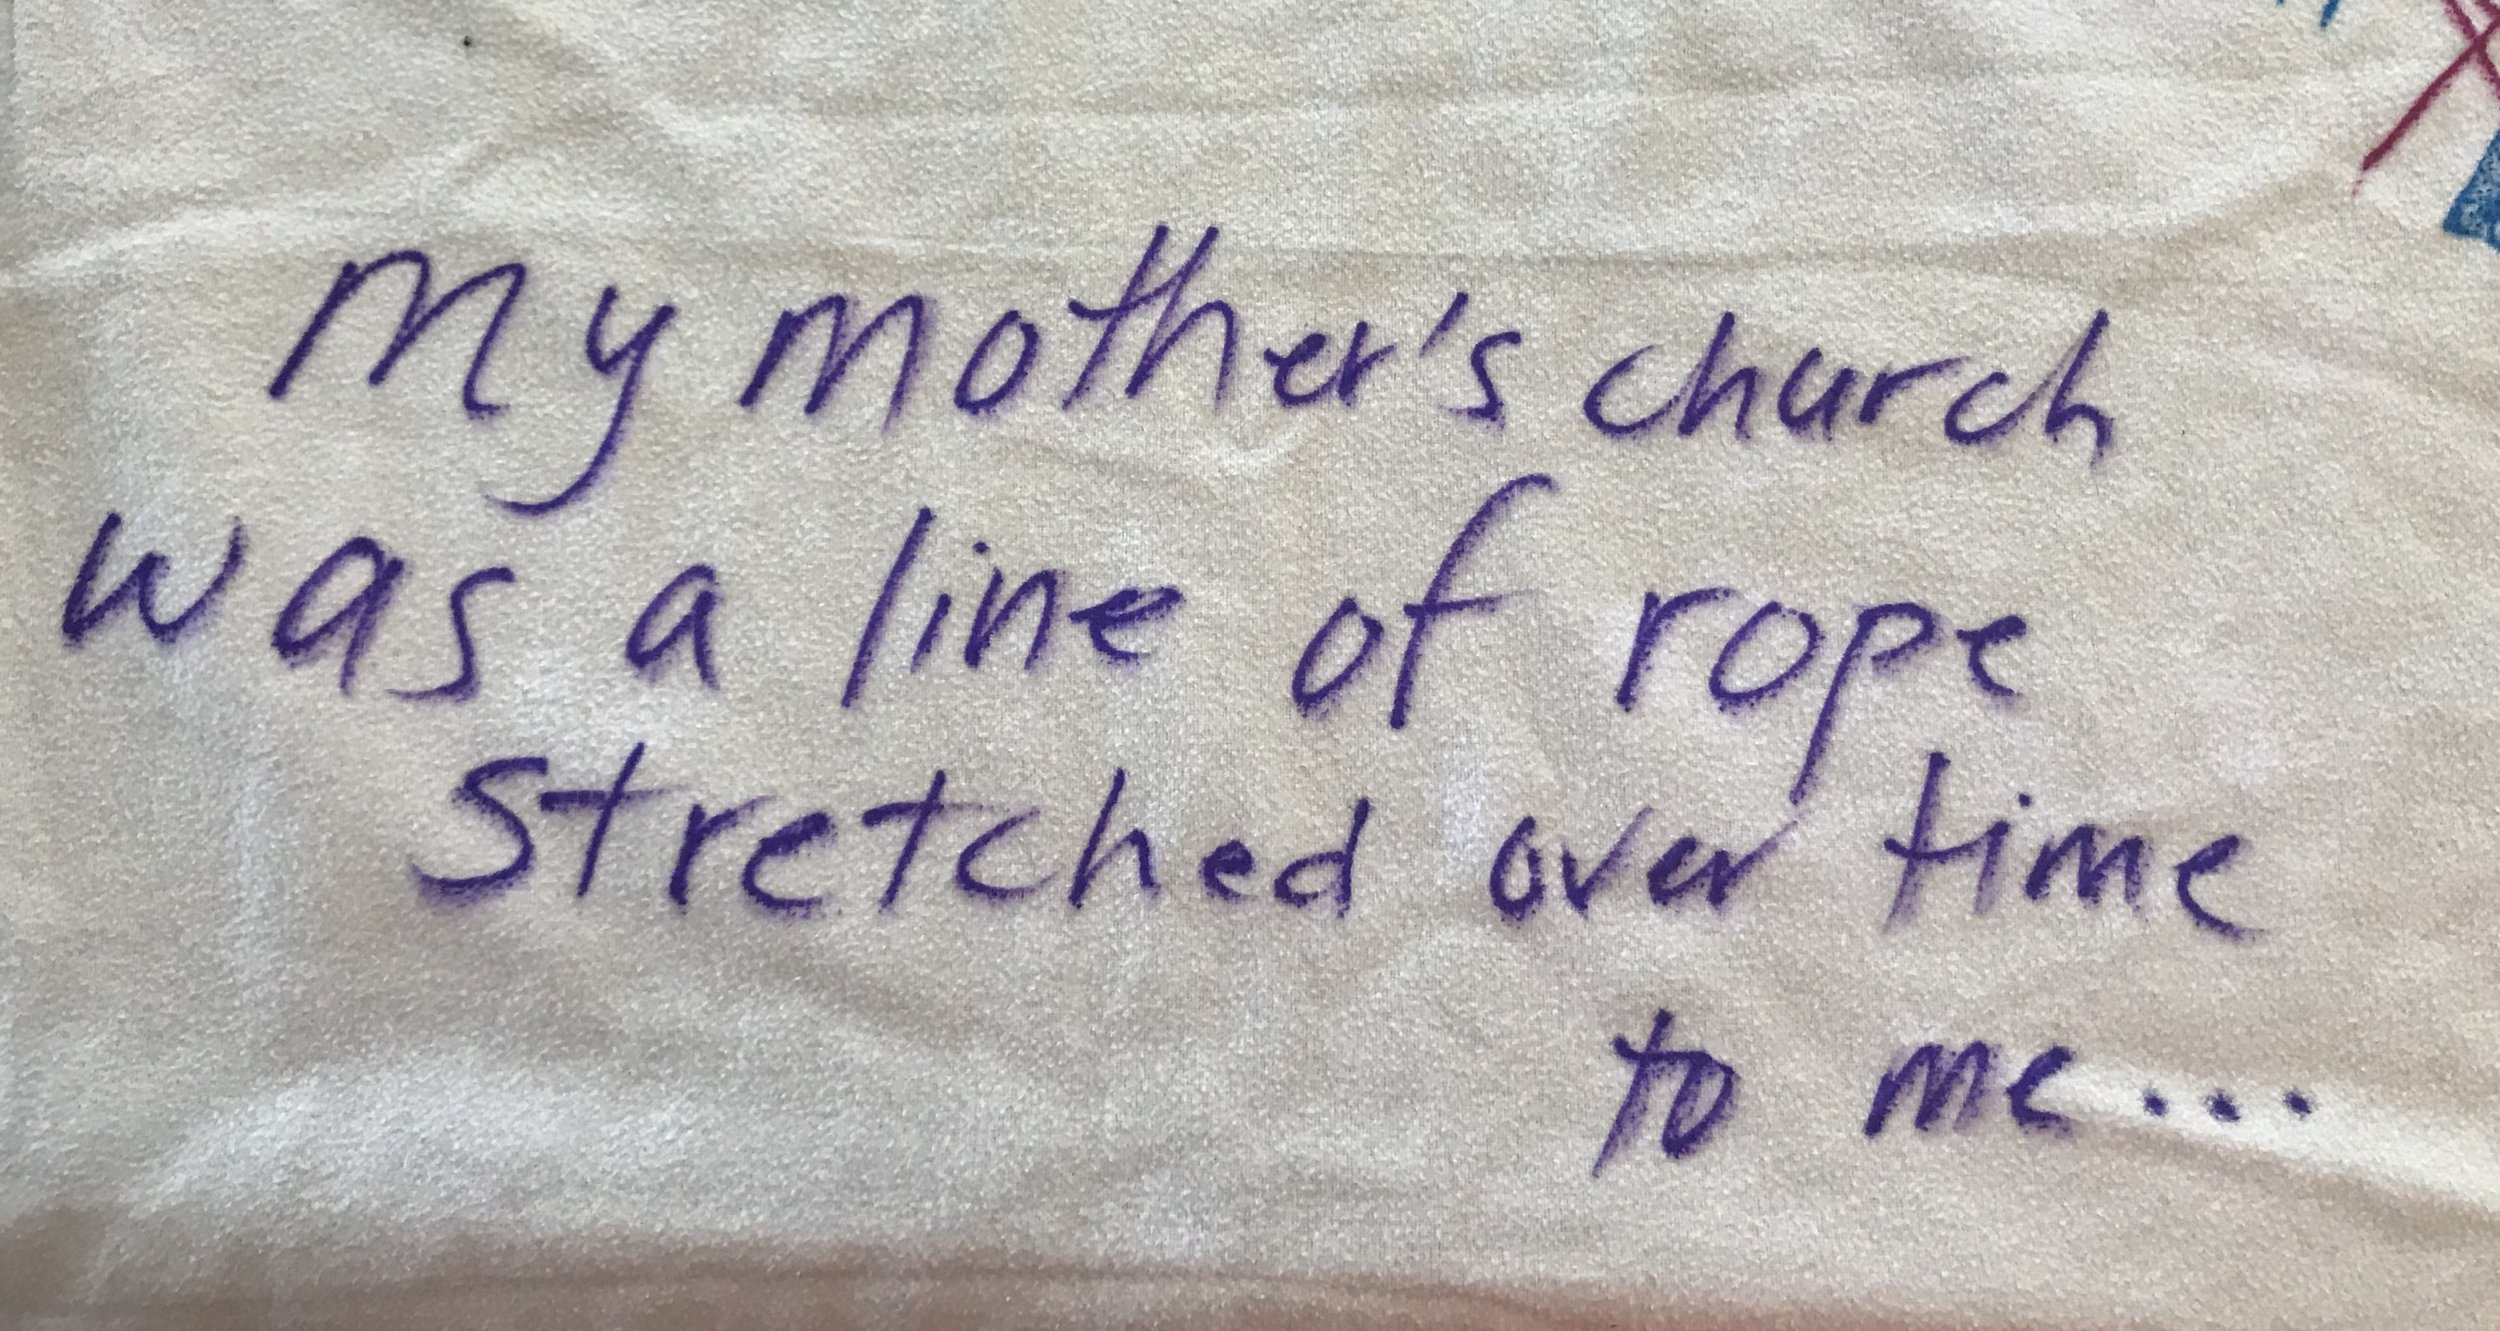 My mother's church
was a line of rope
stretched over time
to me...